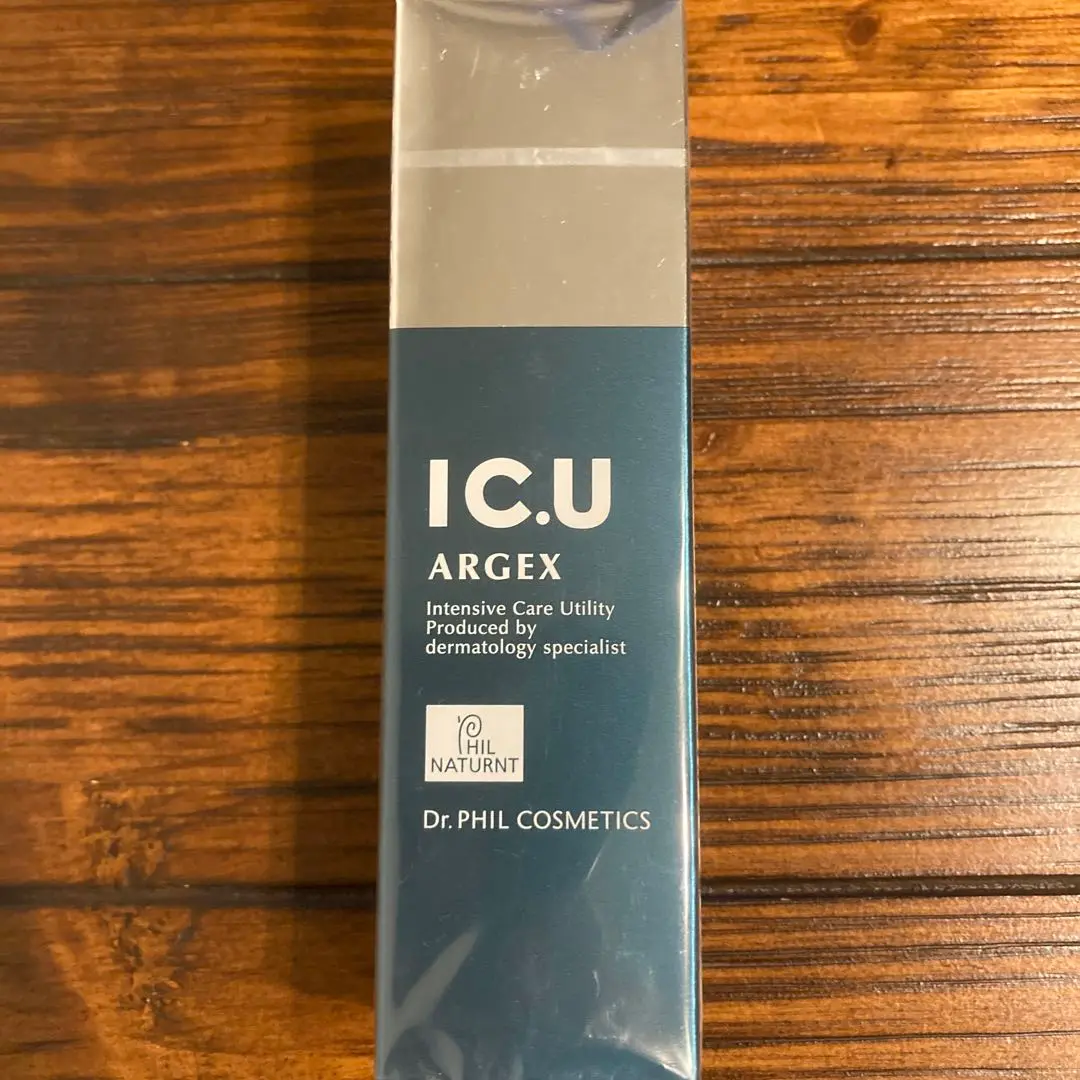 IC.U
ARGEX
Intensive Care Utility
Produced by
dermatology specialist
PHIL
NATURNT
Dr. PHIL COSMETICS